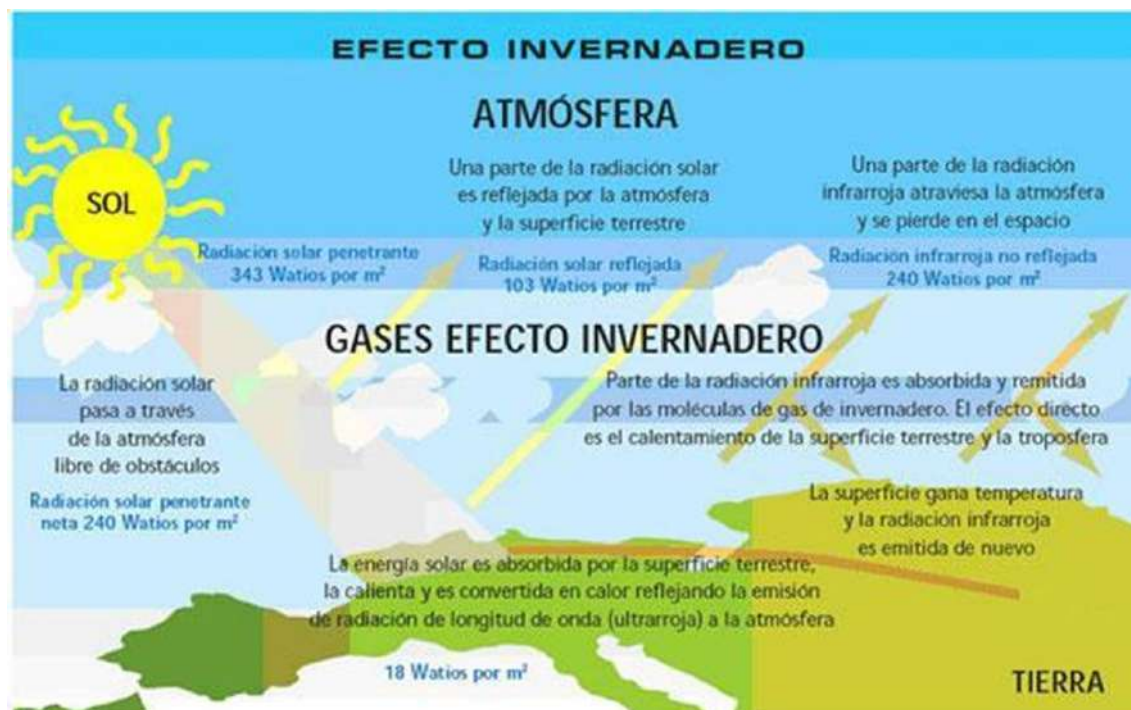 EFECTO INVERNADERO
ATMÓSFERA
SOL
Una parte de la radiación solar
es reflejada por la atmósfera
y la superficie terrestre
Una parte de la radiación
infrarroja atraviesa la atmósfera
y se pierde en el espacio
Radiación solar penetrante
343 Watios por m²
Radiación solar reflejada
103 Watios por m²
Radiación infrarroja no reflejada
240 Watios por m²
GASES EFECTO INVERNADERO
La radiación solar
pasa a través
de la atmósfera
libre de obstáculos
Radiación solar penetrante
neta 240 Watios por m²
Parte de la radiación infrarroja es absorbida y remitida
por las moléculas de gas de invernadero. El efecto directo
es el calentamiento de la superficie terrestre y la troposfera
La superficie gana temperatura
y la radiación infrarroja
es emitida de nuevo
La energía solar es absorbida por la superficie terrestre,
la calienta y es convertida en calor reflejando la emisión
de radiación de longitud de onda (ultrarroja) a la atmósfera
18 Watios por m²
TIERRA